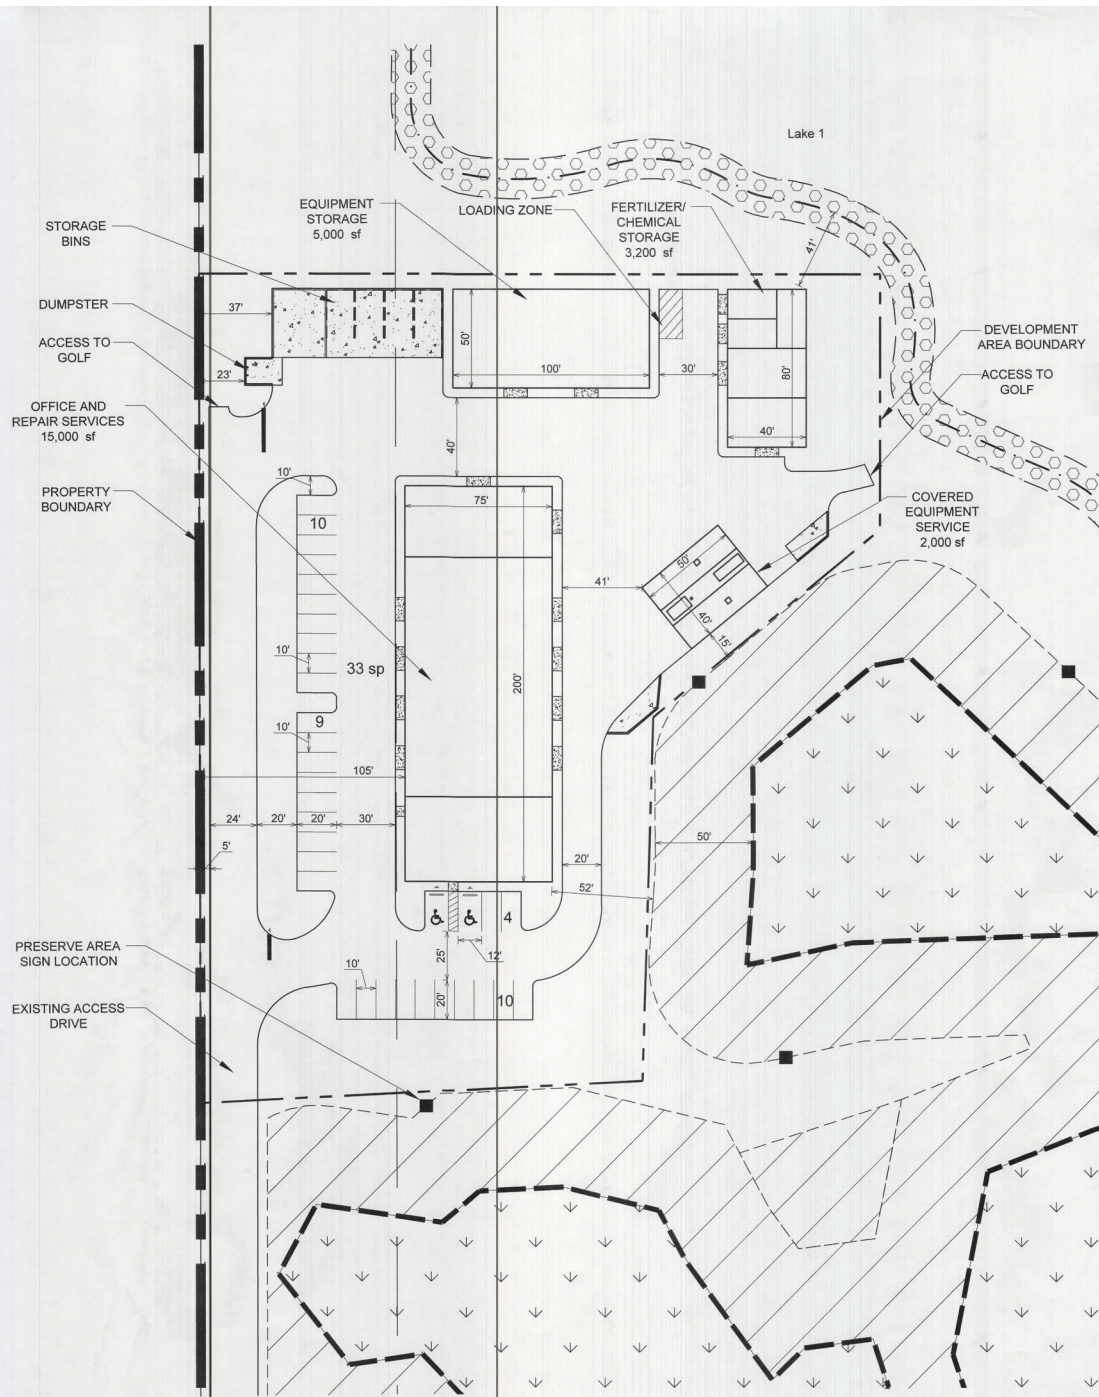 Lake 1
EQUIPMENT
STORAGE
5,000 sf
LOADING ZONE
FERTILIZER/
CHEMICAL
STORAGE
3,200 sf
STORAGE
BINS
41'
DUMPSTER
37'
ACCESS TO
GOLF
50'
100'
30'
80'
DEVELOPMENT
AREA BOUNDARY
ACCESS TO
GOLF
23'
OFFICE AND
REPAIR SERVICES
15,000 sf
40'
40'
10'
PROPERTY
BOUNDARY
75'
COVERED
EQUIPMENT
SERVICE
2,000 sf
10
50'
41'
40'
15'
10'
33 sp
200'
9
10'
105'
24'
20'
20'
30'
5'
50'
20'
52'
4
PRESERVE AREA
SIGN LOCATION
25'
12'
10'
20'
10
EXISTING ACCESS
DRIVE